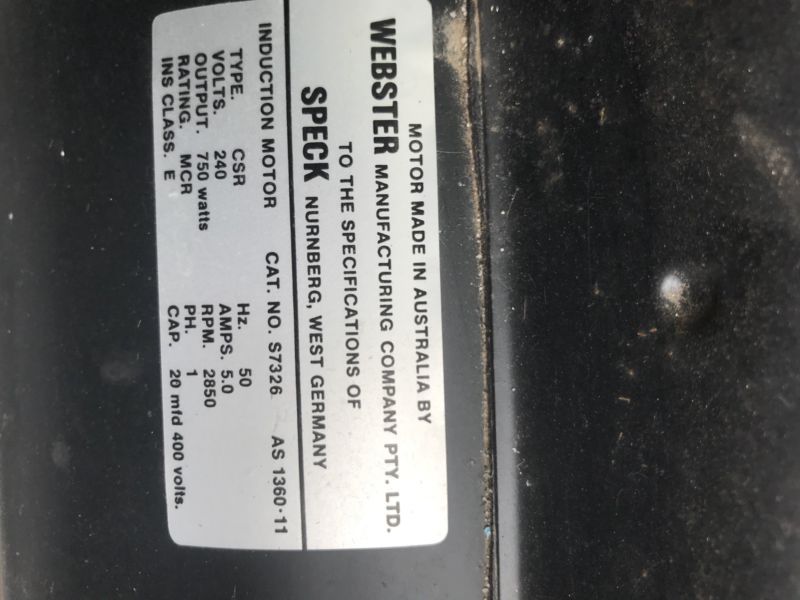 MOTOR MADE IN AUSTRALIA BY
WEBSTER MANUFACTURING COMPANY PTY. LTD.
TO THE SPECIFICATIONS OF
SPECK NURNBERG, WEST GERMANY
INDUCTION MOTOR CAT. NO. S7326 AS 1360-11
TYPE. CSR Hz. 50
VOLTS. 240 AMPS. 5.0
OUTPUT. 750 watts RPM. 2850
RATING. MCR PH. 1
INS CLASS. E CAP. 20 mfd 400 volts.